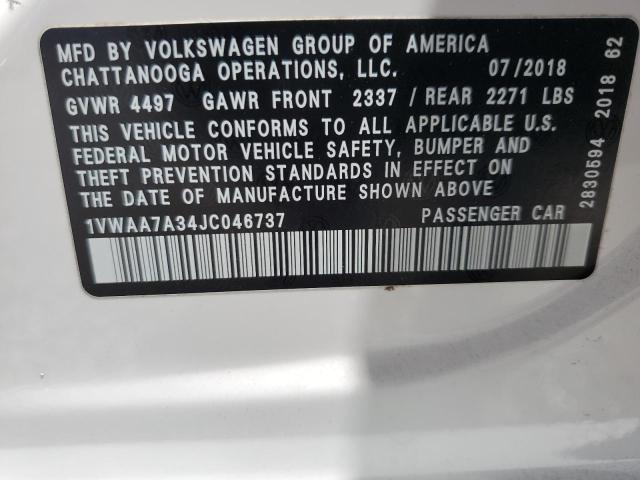 MFD BY VOLKSWAGEN GROUP OF AMERICA
CHATTANOOGA OPERATIONS, LLC. 07/2018
GVWR 4497 GAWR FRONT 2337 / REAR 2271 LBS
THIS VEHICLE CONFORMS TO ALL APPLICABLE U.S.
FEDERAL MOTOR VEHICLE SAFETY, BUMPER AND
THEFT PREVENTION STANDARDS IN EFFECT ON
THE DATE OF MANUFACTURE SHOWN ABOVE
1VWAA7A34JC046737 PASSENGER CAR
2830594 2018 62